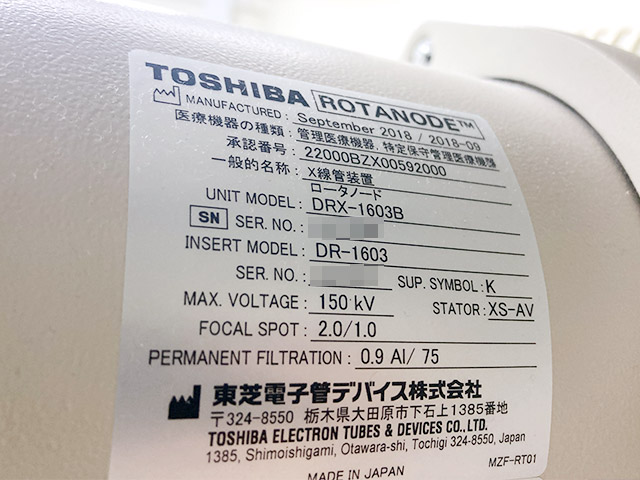 TOSHIBA ROTANODE™
MANUFACTURED : September 2018 / 2018-09
医療機器の種類 : 管理医療機器, 特定保守管理医療機器
承認番号 : 22000BZX00592000
一般的名称 : X線管装置
ロータノード
UNIT MODEL : DRX-1603B
SN SER. NO. :
INSERT MODEL : DR-1603
SER. NO. : SUP. SYMBOL : K
MAX. VOLTAGE : 150 kV STATOR : XS-AV
FOCAL SPOT : 2.0/1.0
PERMANENT FILTRATION : 0.9 Al/ 75
東芝電子管デバイス株式会社
〒324-8550 栃木県大田原市下石上1385番地
TOSHIBA ELECTRON TUBES & DEVICES CO., LTD.
1385, Shimoishigami, Otawara-shi, Tochigi 324-8550, Japan
MADE IN JAPAN MZF-RT01